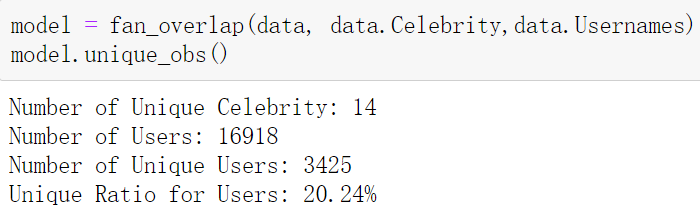 model = fan_overlap(data, data.Celebrity,data.Usernames)
model.unique_obs()
Number of Unique Celebrity: 14
Number of Users: 16918
Number of Unique Users: 3425
Unique Ratio for Users: 20.24%